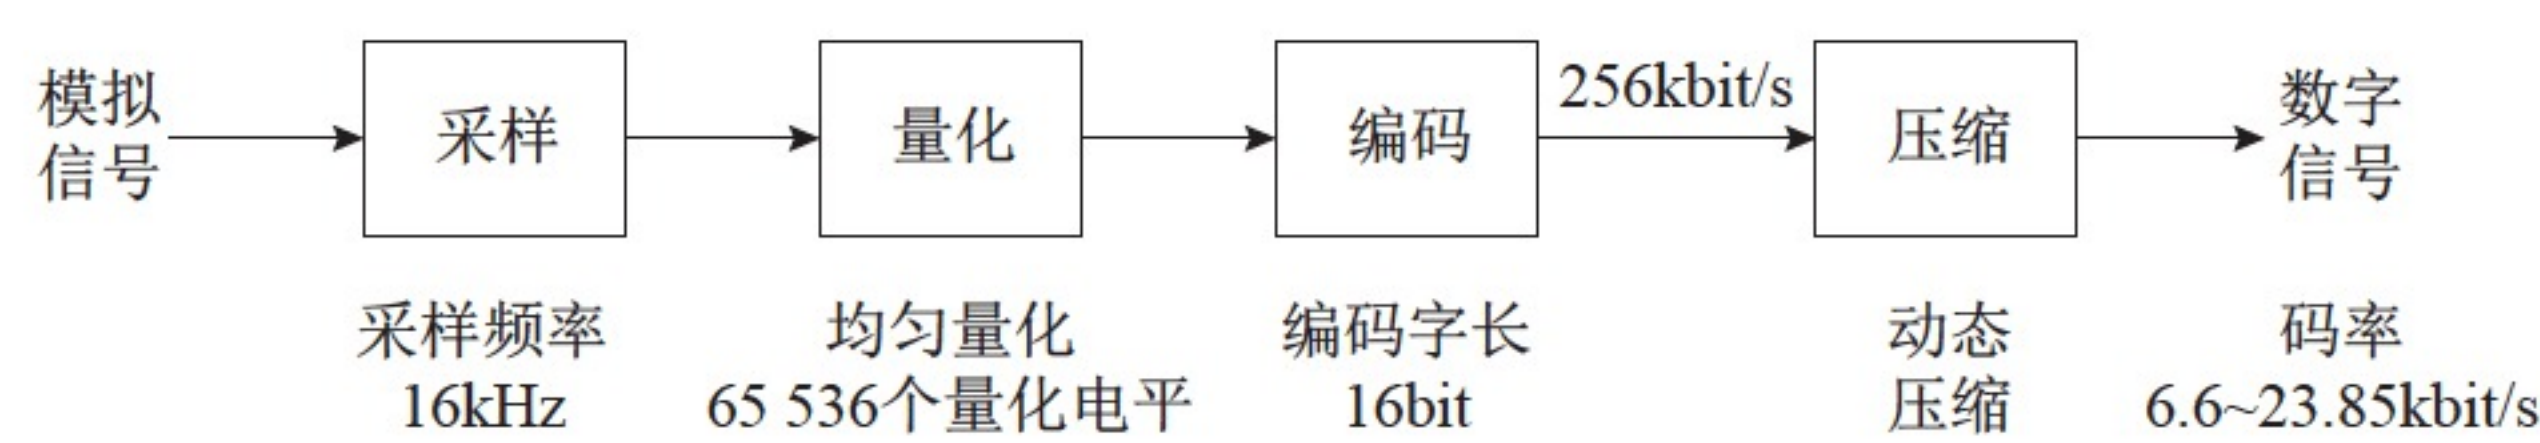 模拟
信号
采样
量化
编码
256kbit/s
压缩
数字
信号
采样频率
16kHz
均匀量化
65 536个量化电平
编码字长
16bit
动态
压缩
码率
6.6~23.85kbit/s